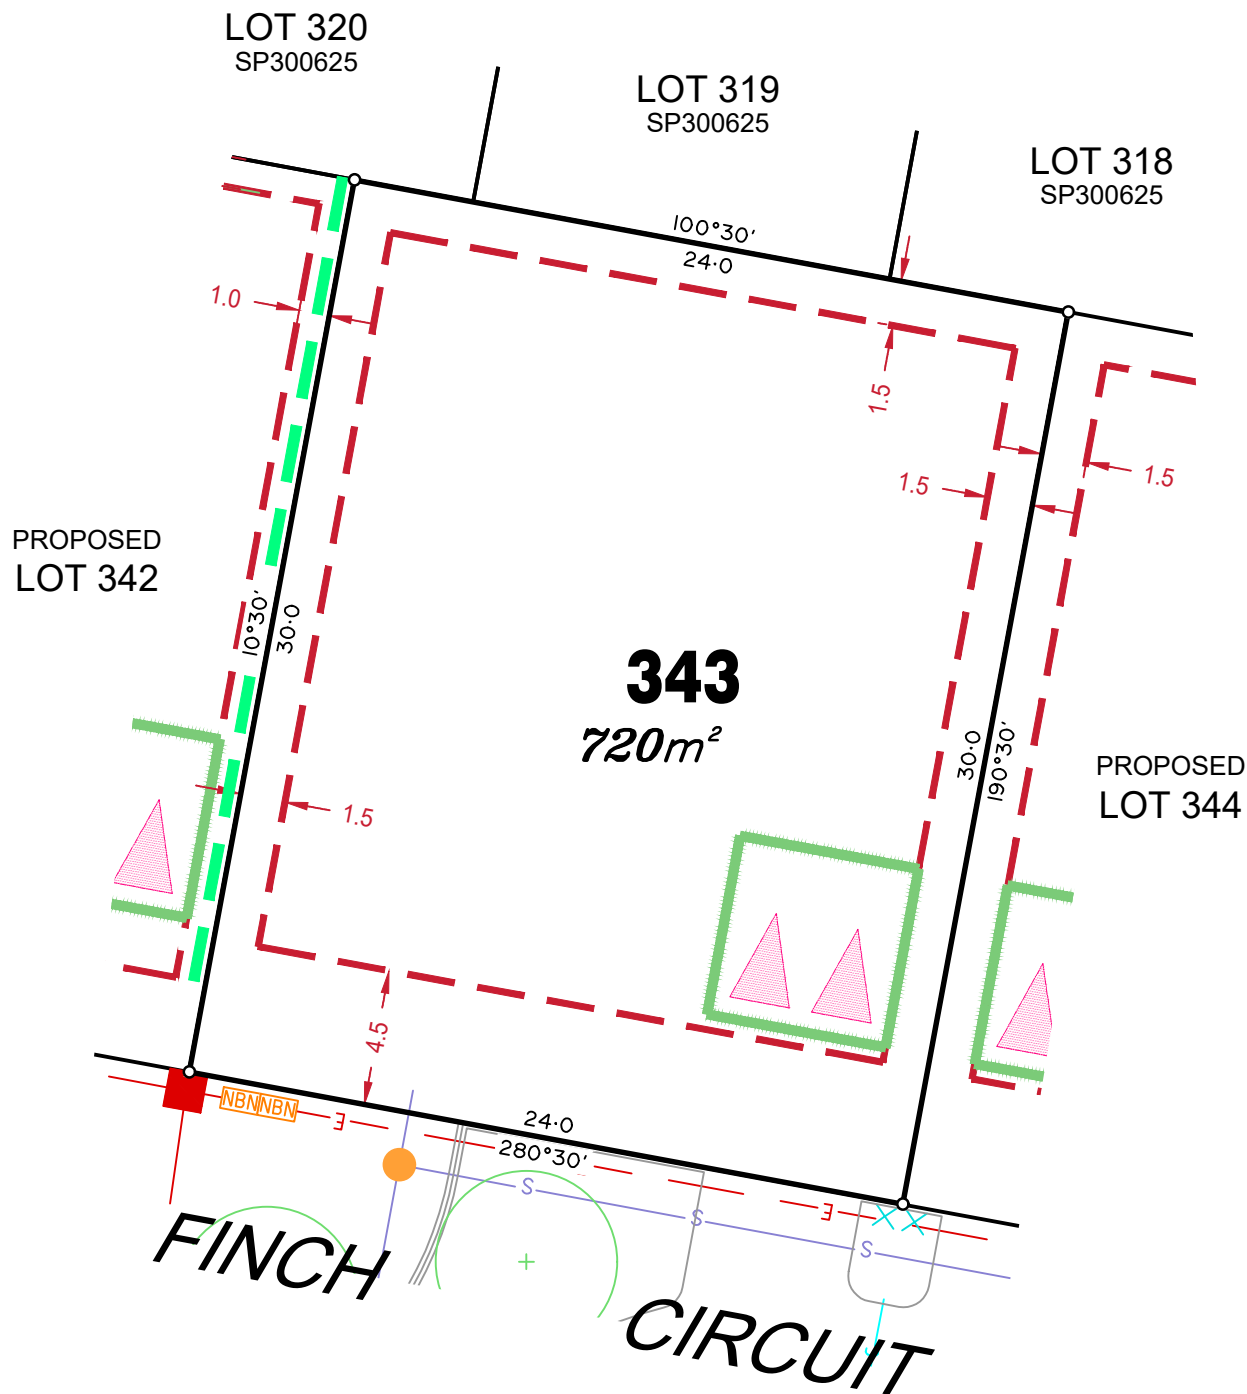 LOT 320
SP300625
LOT 319
SP300625
LOT 318
SP300625
100°30'
24·0
1.0
1.5
1.5
1.5
PROPOSED
LOT 342
10°30'
30·0
343
720m²
30·0
190°30'
PROPOSED
LOT 344
1.5
4.5
NBN NBN
E
24·0
280°30'
E
S
S
S
FINCH CIRCUIT